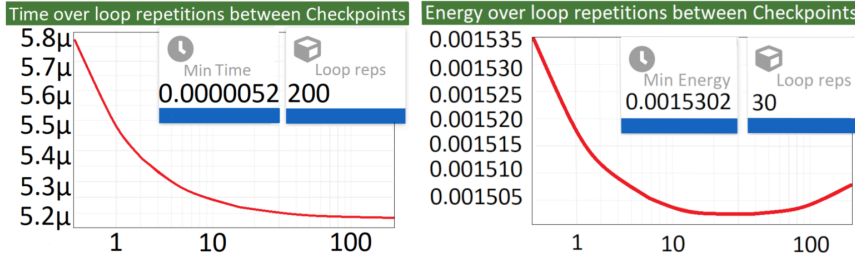 Time over loop repetitions between Checkpoints
5.8μ
5.7μ
5.6μ
5.5μ
5.4μ
5.3μ
5.2μ
Min Time
0.0000052
Loop reps
200
1 10 100
Energy over loop repetitions between Checkpoints
0.001535
0.001530
0.001525
0.001520
0.001515
0.001510
0.001505
Min Energy
0.0015302
Loop reps
30
1 10 100